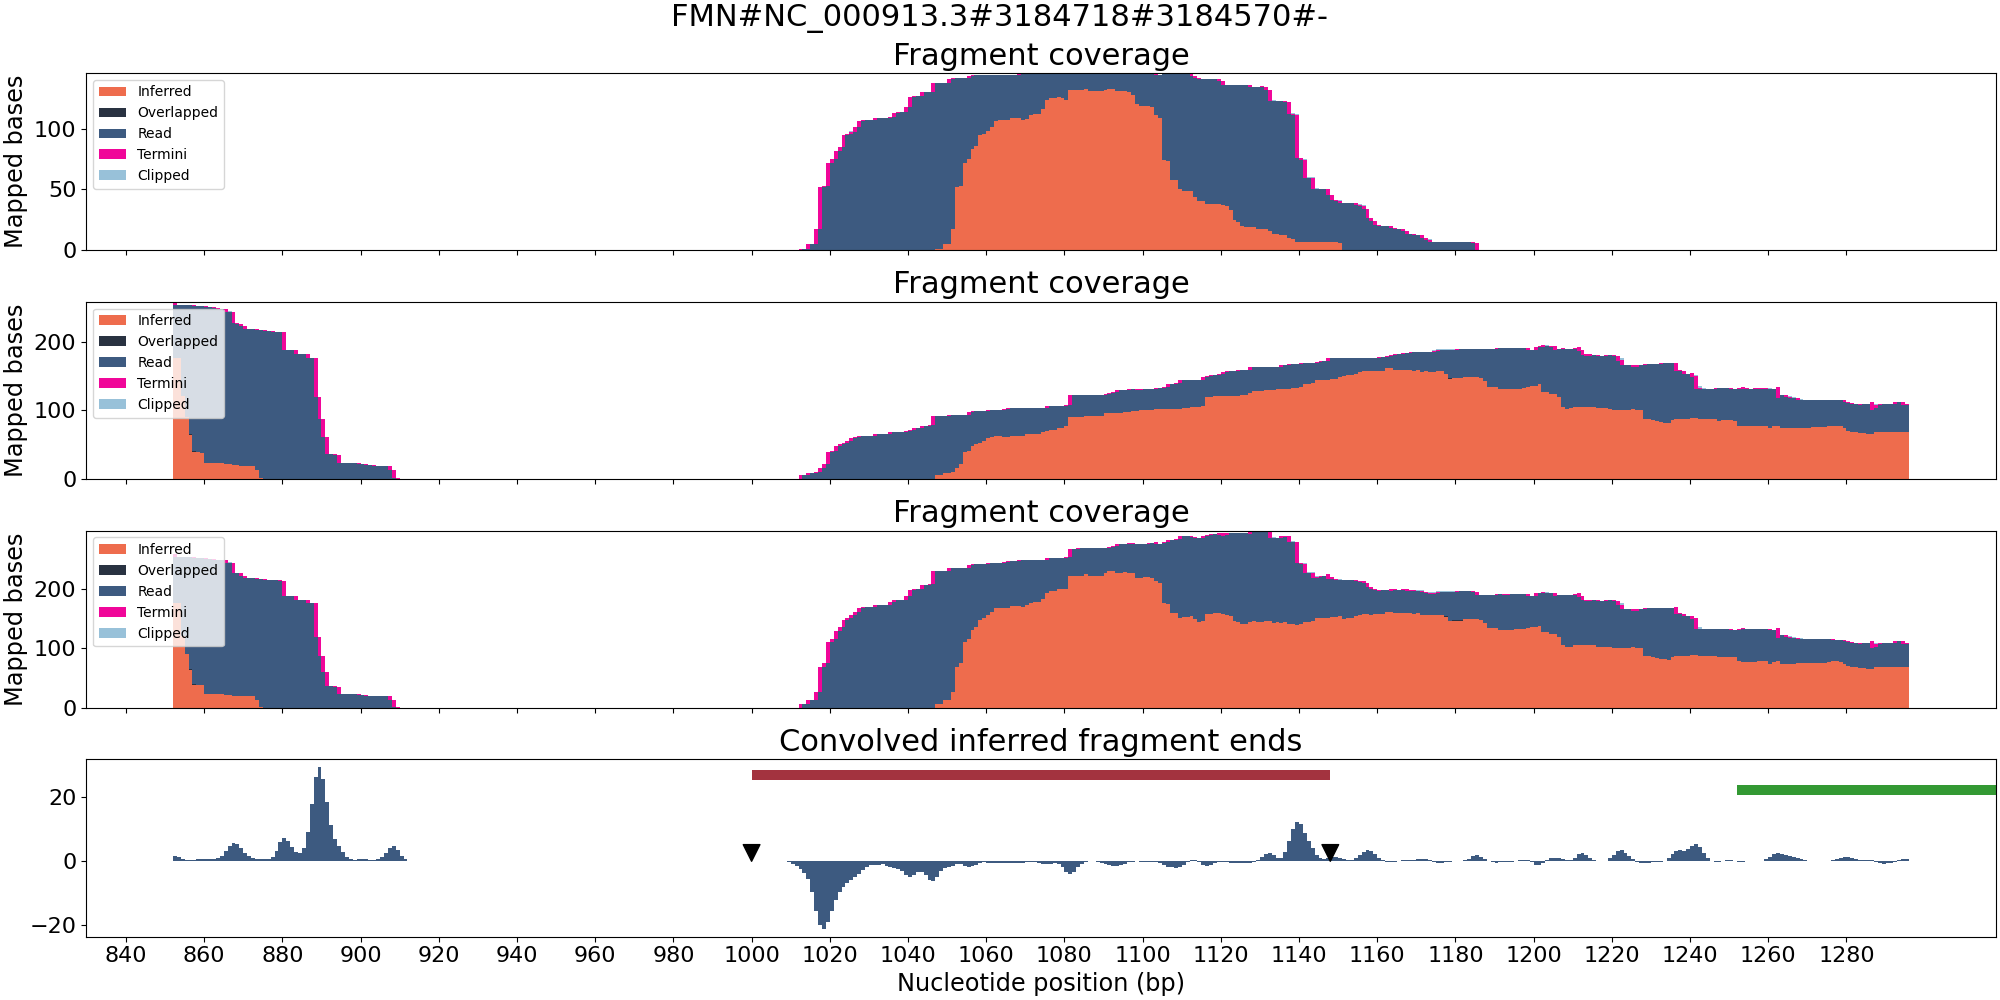 FMN#NC_000913.3#3184718#3184570#-
Fragment coverage
Mapped bases
100
50
0
Inferred
Overlapped
Read
Termini
Clipped
Fragment coverage
Mapped bases
200
100
0
Inferred
Overlapped
Read
Termini
Clipped
Fragment coverage
Mapped bases
200
100
0
Inferred
Overlapped
Read
Termini
Clipped
Convolved inferred fragment ends
20
0
−20
840 860 880 900 920 940 960 980 1000 1020 1040 1060 1080 1100 1120 1140 1160 1180 1200 1220 1240 1260 1280
Nucleotide position (bp)